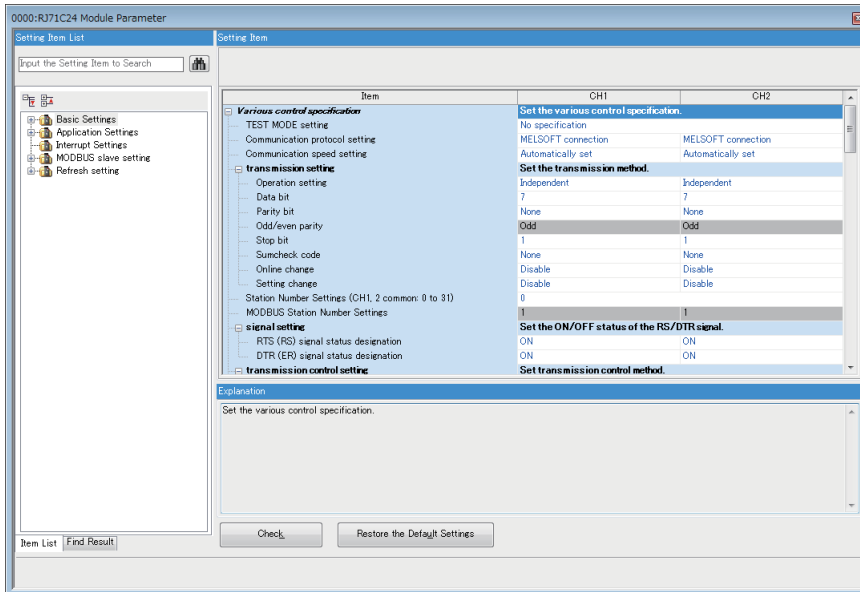 0000:RJ71C24 Module Parameter
Setting Item List
Input the Setting Item to Search
Basic Settings
Application Settings
Interrupt Settings
MODBUS slave setting
Refresh setting
Item List Find Result
Setting Item
Item CH1 CH2
Various control specification Set the various control specification.
TEST MODE setting No specification
Communication protocol setting MELSOFT connection MELSOFT connection
Communication speed setting Automatically set Automatically set
transmission setting Set the transmission method.
Operation setting Independent Independent
Data bit 7 7
Parity bit None None
Odd/even parity Odd Odd
Stop bit 1 1
Sumcheck code None None
Online change Disable Disable
Setting change Disable Disable
Station Number Settings (CH1, 2 common: 0 to 31) 0
MODBUS Station Number Settings 1 1
signal setting Set the ON/OFF status of the RS/DTR signal.
RTS (RS) signal status designation ON ON
DTR (ER) signal status designation ON ON
transmission control setting Set transmission control method.
Explanation
Set the various control specification.
Check Restore the Default Settings